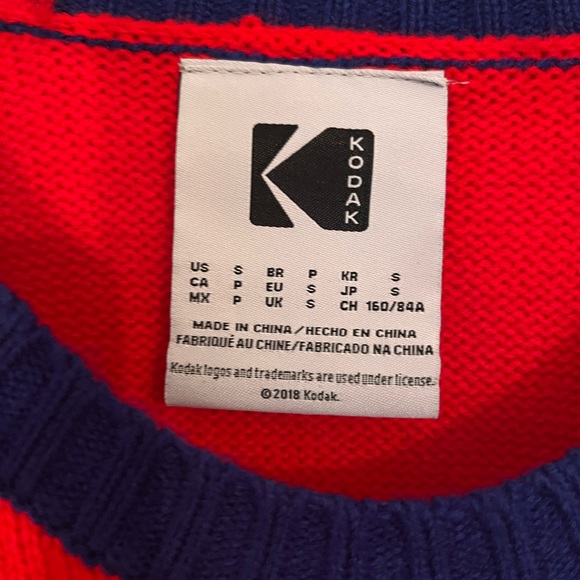 KODAK
US S BR P KR S
CA P EU S JP S
MX P UK S CH 160/84A
MADE IN CHINA/HECHO EN CHINA
FABRIQUÉ AU CHINE/FABRICADO NA CHINA
Kodak logos and trademarks are used under license.
©2018 Kodak.